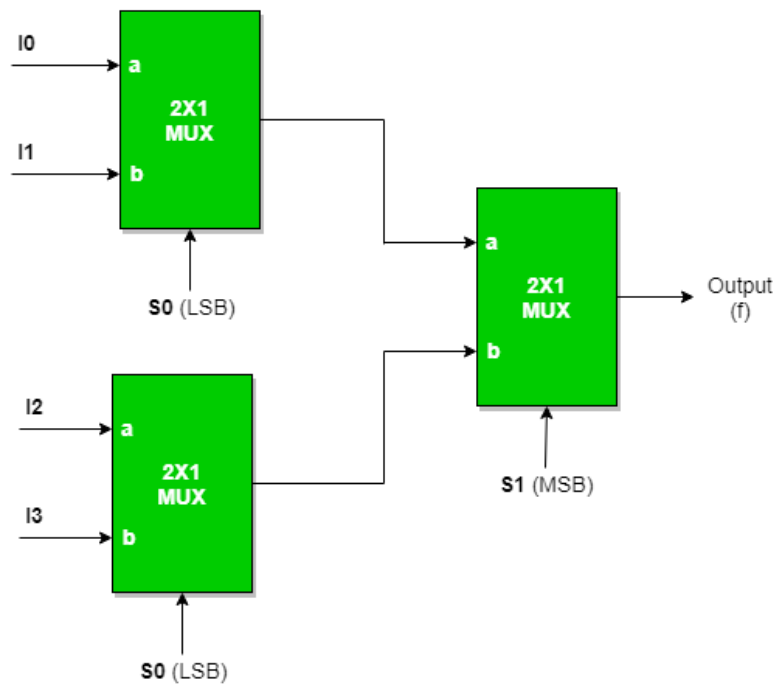 I0
a
2X1
MUX
I1
b
S0 (LSB)
a
2X1
MUX
b
Output
(f)
S1 (MSB)
I2
a
2X1
MUX
I3
b
S0 (LSB)